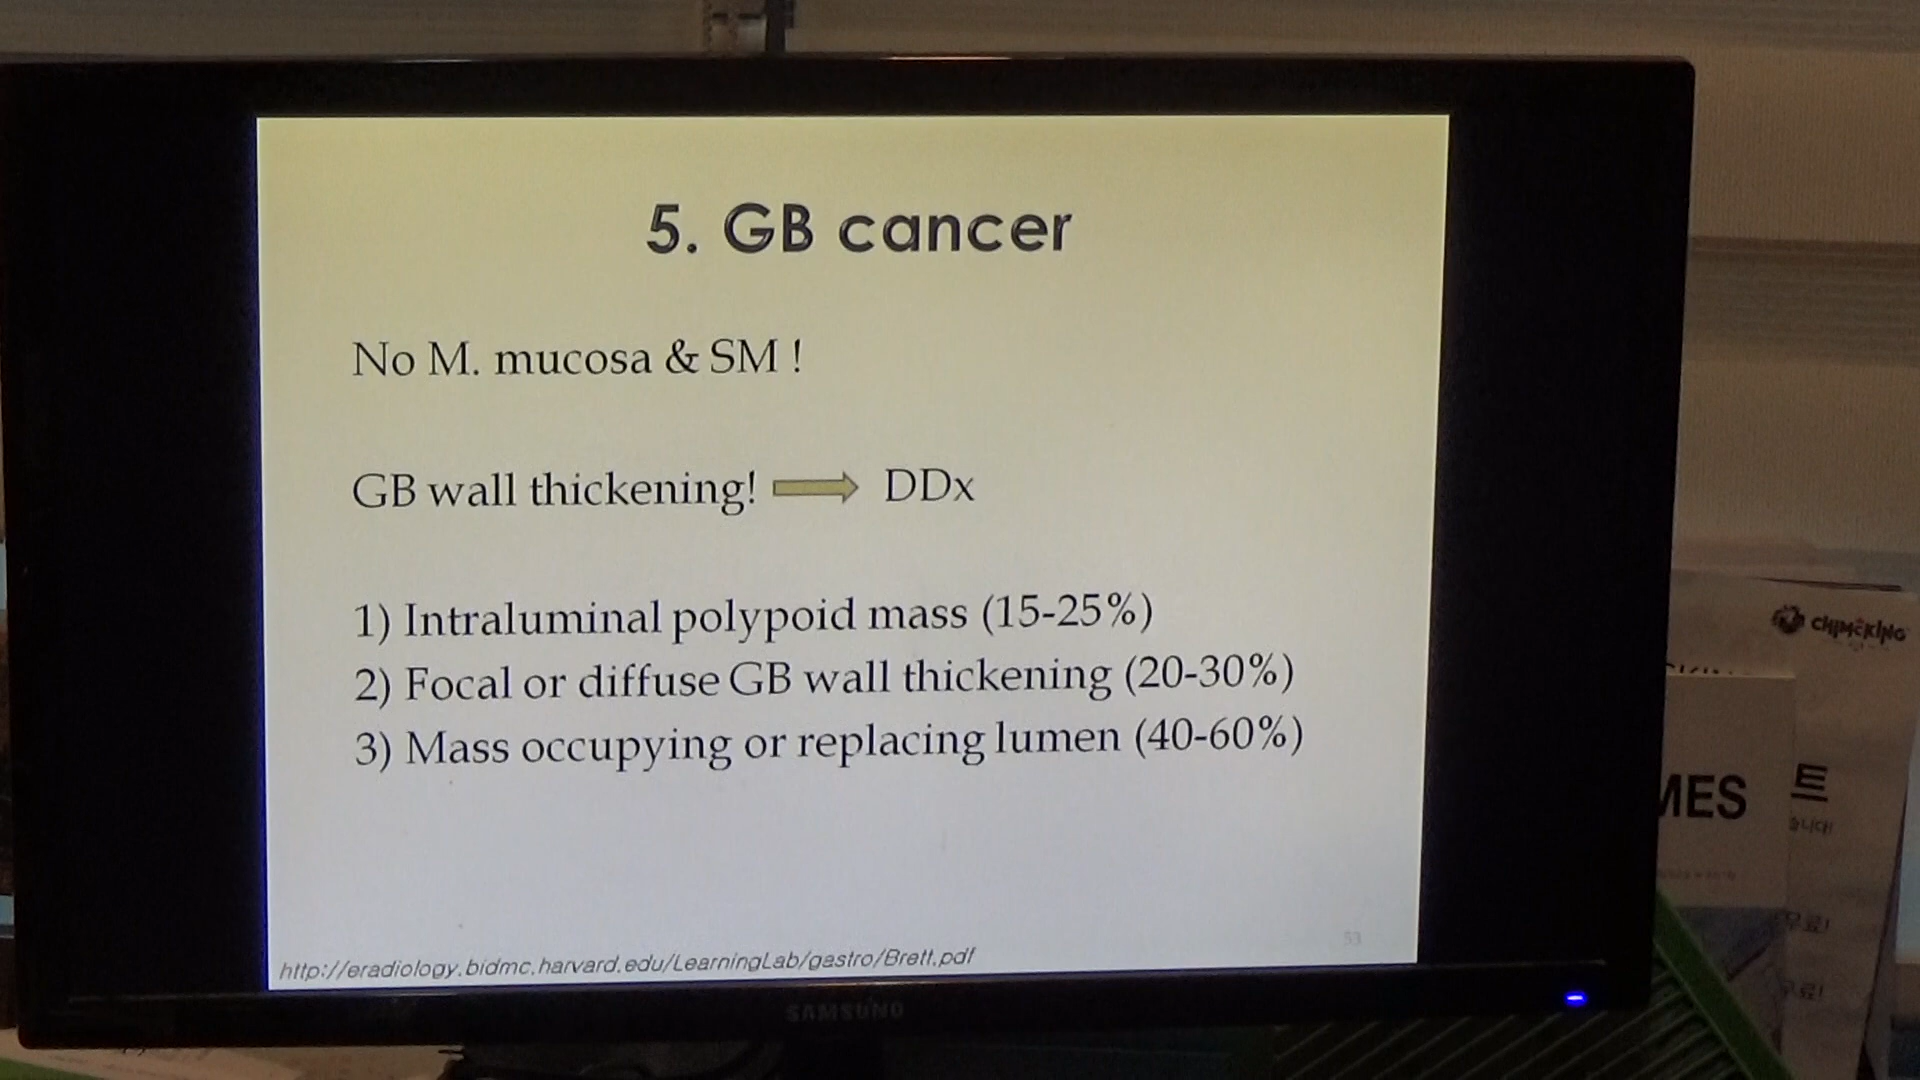 5. GB cancer
No M. mucosa & SM !
GB wall thickening! DDx
1) Intraluminal polypoid mass (15-25%)
2) Focal or diffuse GB wall thickening (20-30%)
3) Mass occupying or replacing lumen (40-60%)
53
http://eradiology.bidmc.harvard.edu/LearningLab/gastro/Brett.pdf
SAMSUNG
MES
트